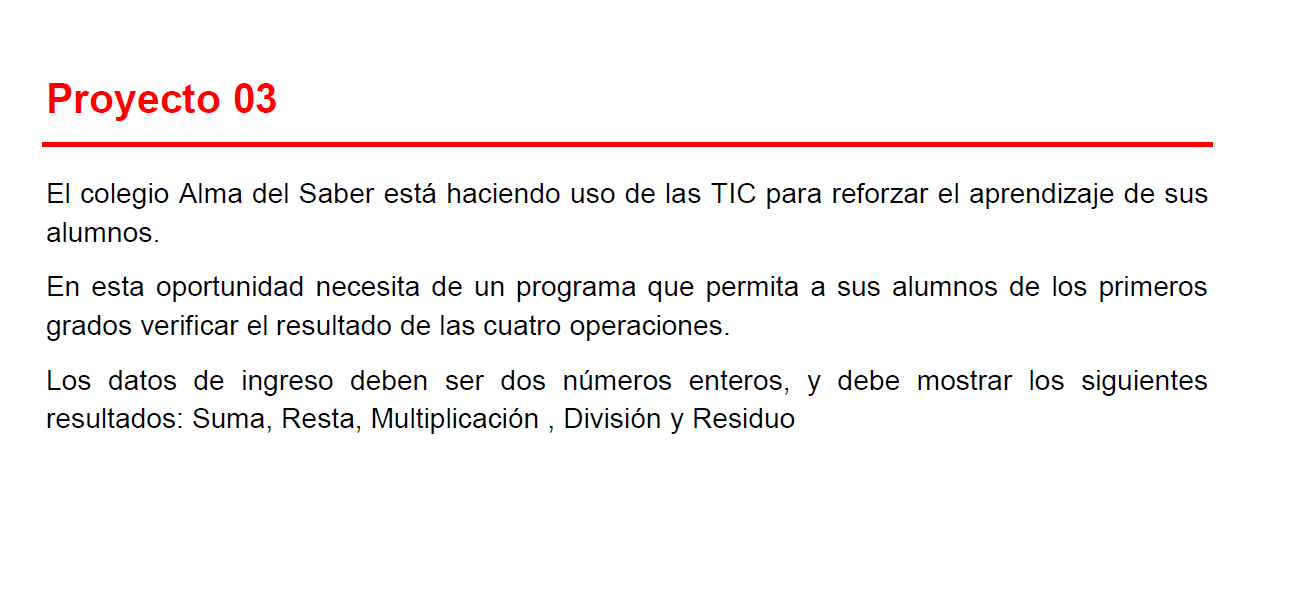 Proyecto 03
El colegio Alma del Saber está haciendo uso de las TIC para reforzar el aprendizaje de sus
alumnos.
En esta oportunidad necesita de un programa que permita a sus alumnos de los primeros
grados verificar el resultado de las cuatro operaciones.
Los datos de ingreso deben ser dos números enteros, y debe mostrar los siguientes
resultados: Suma, Resta, Multiplicación , División y Residuo